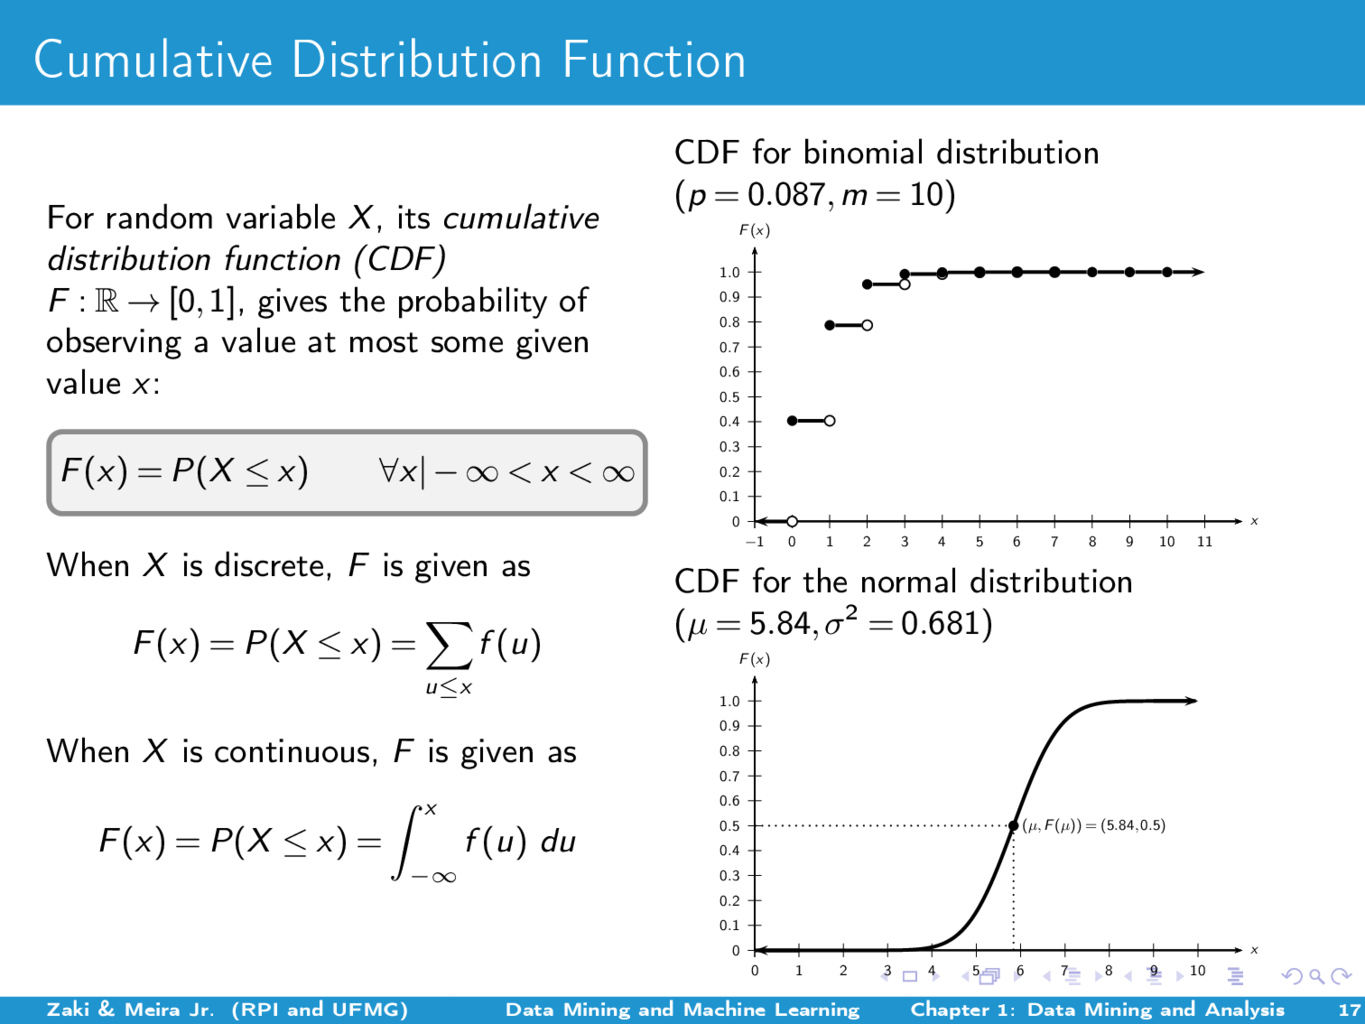 Cumulative Distribution Function
For random variable X, its cumulative
distribution function (CDF)
F : ℝ → [0, 1], gives the probability of
observing a value at most some given
value x:
F(x) = P(X ≤ x)    ∀x| − ∞ < x < ∞
When X is discrete, F is given as
F(x) = P(X ≤ x) = ∑ f(u)
u≤x
When X is continuous, F is given as
F(x) = P(X ≤ x) = ∫_{−∞}^{x} f(u) du
CDF for binomial distribution
(p = 0.087, m = 10)
F(x)
1.0
0.9
0.8
0.7
0.6
0.5
0.4
0.3
0.2
0.1
0
x
−1 0 1 2 3 4 5 6 7 8 9 10 11
CDF for the normal distribution
(μ = 5.84, σ² = 0.681)
F(x)
1.0
0.9
0.8
0.7
0.6
0.5
(μ, F(μ)) = (5.84, 0.5)
0.4
0.3
0.2
0.1
0
x
0 1 2 3 4 5 6 7 8 9 10
Zaki & Meira Jr. (RPI and UFMG) Data Mining and Machine Learning Chapter 1: Data Mining and Analysis 17